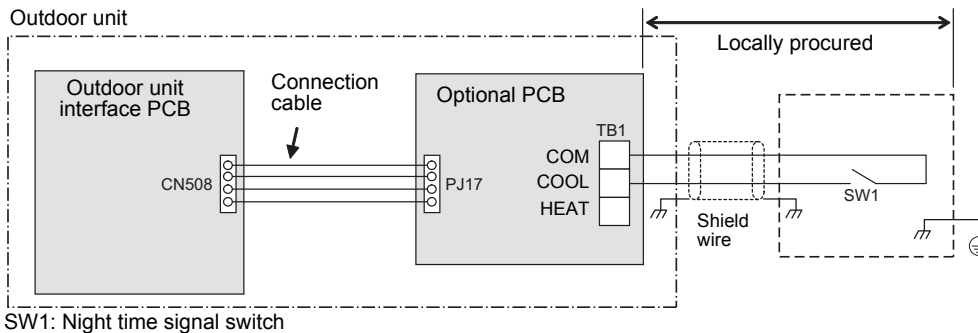 Outdoor unit
Locally procured
Outdoor unit
interface PCB
Connection
cable
Optional PCB
TB1
COM
COOL
HEAT
CN508
PJ17
SW1
Shield
wire
SW1: Night time signal switch